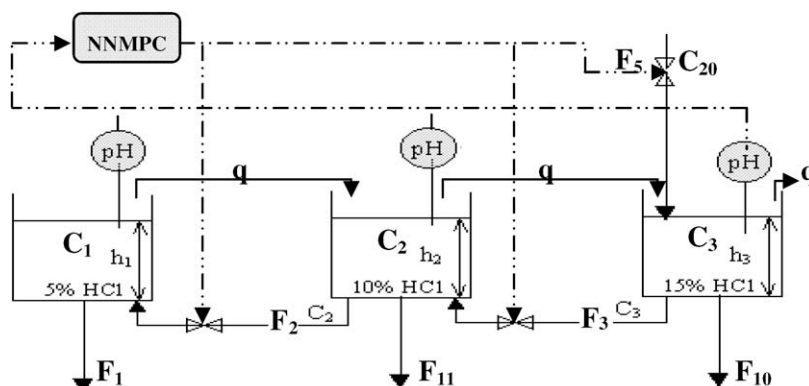 NNMPC
F5 C20
pH pH pH
q q q
C1 C2 C3
h1 h2 h3
5% HCl 10% HCl 15% HCl
F2 C2 F3 C3
F1 F11 F10